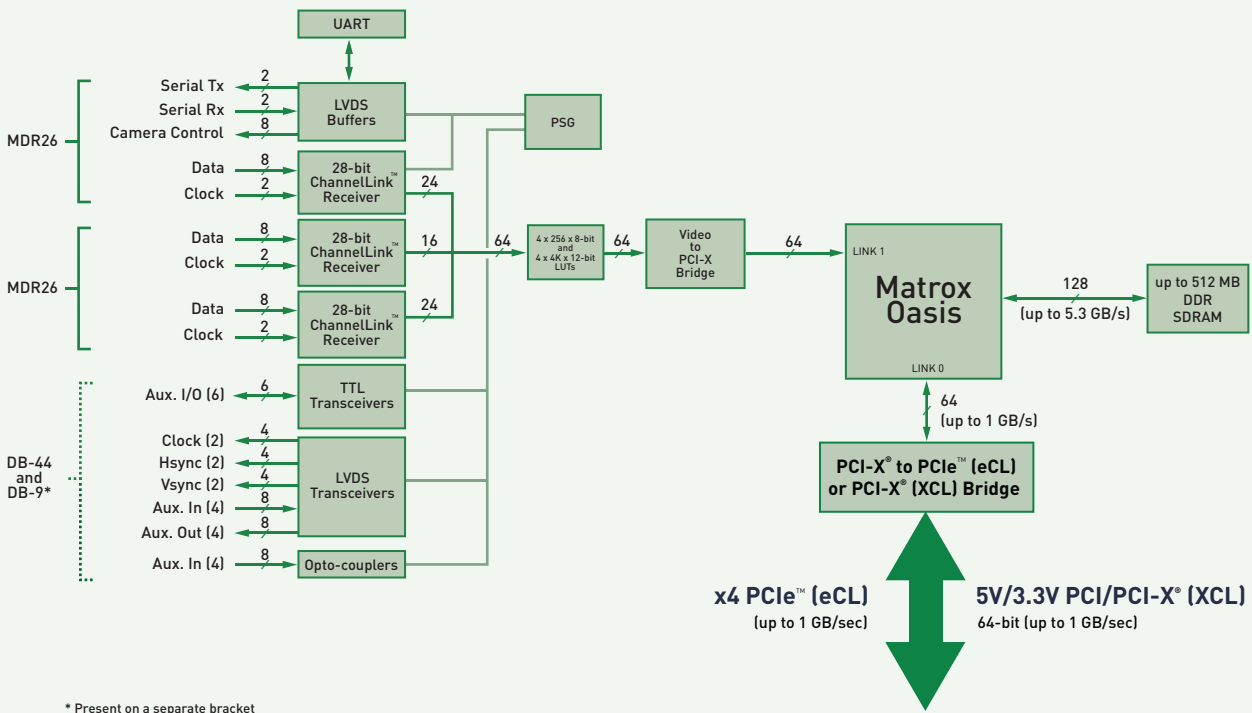 UART
MDR26
Serial Tx
2
Serial Rx
2
Camera Control
8
LVDS
Buffers
PSG
Data
8
Clock
2
28-bit
ChannelLink™
Receiver
24
MDR26
Data
8
Clock
2
28-bit
ChannelLink™
Receiver
16
64
4 x 256 x 8-bit
and
4 x 4K x 12-bit
LUTs
64
Video
to
PCI-X
Bridge
64
LINK 1
Matrox
Oasis
LINK 0
128
(up to 5.3 GB/s)
up to 512 MB
DDR
SDRAM
Data
8
Clock
2
28-bit
ChannelLink™
Receiver
24
DB-44
and
DB-9*
Aux. I/O (6)
6
TTL
Transceivers
Clock (2)
4
Hsync (2)
4
Vsync (2)
4
Aux. In (4)
8
Aux. Out (4)
8
LVDS
Transceivers
Aux. In (4)
8
Opto-couplers
64
(up to 1 GB/s)
PCI-X® to PCIe™ (eCL)
or PCI-X® (XCL) Bridge
x4 PCIe™ (eCL)
(up to 1 GB/sec)
5V/3.3V PCI/PCI-X® (XCL)
64-bit (up to 1 GB/sec)
* Present on a separate bracket